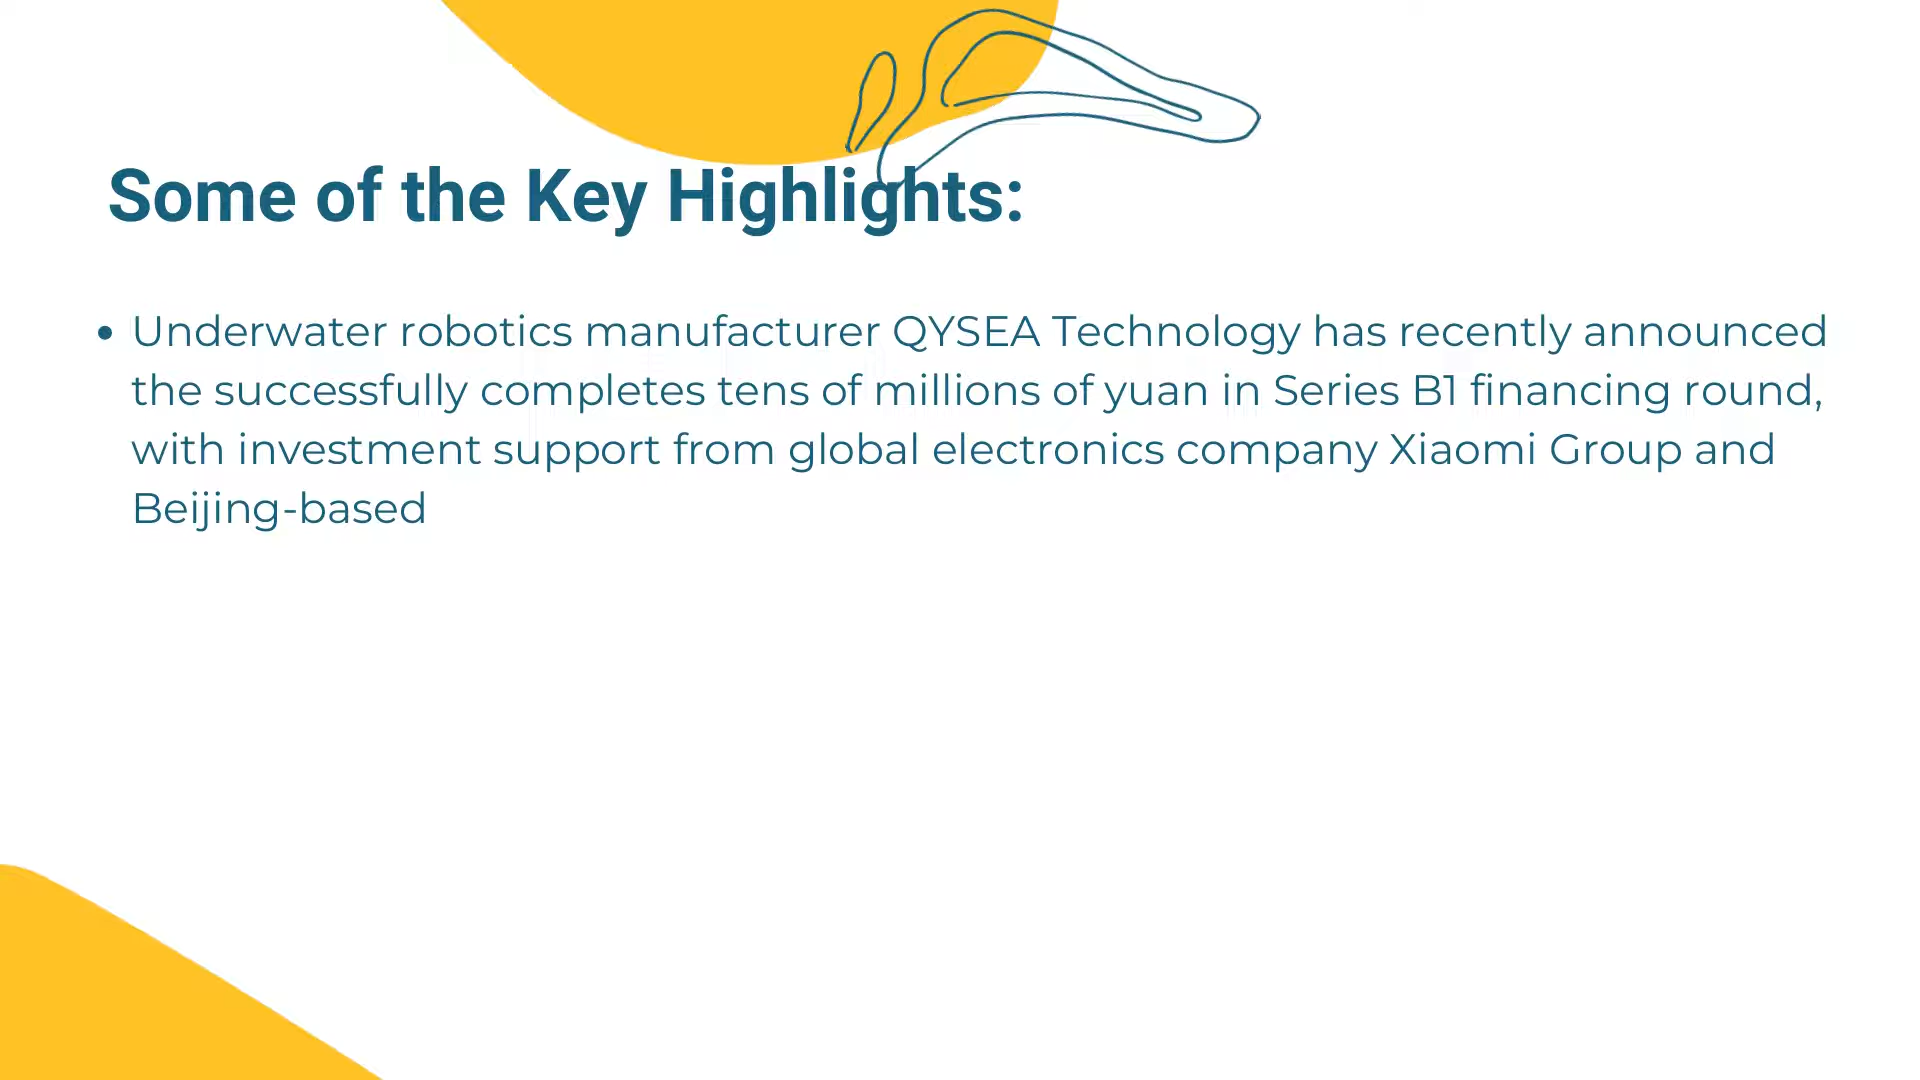 Some of the Key Highlights:
• Underwater robotics manufacturer QYSEA Technology has recently announced
the successfully completes tens of millions of yuan in Series B1 financing round,
with investment support from global electronics company Xiaomi Group and
Beijing-based